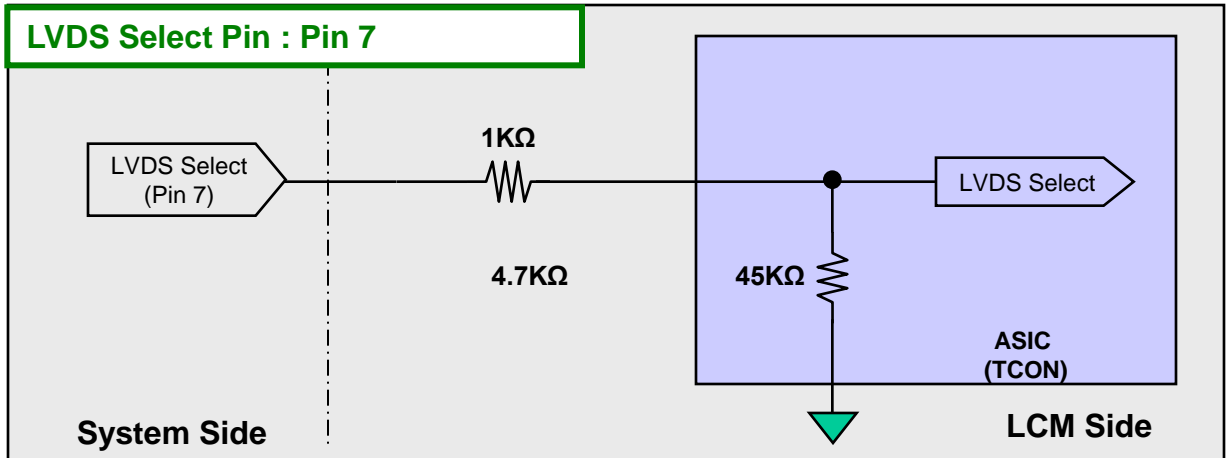 LVDS Select Pin : Pin 7
1KΩ
LVDS Select
(Pin 7)
LVDS Select
4.7KΩ
45KΩ
ASIC
(TCON)
System Side
LCM Side